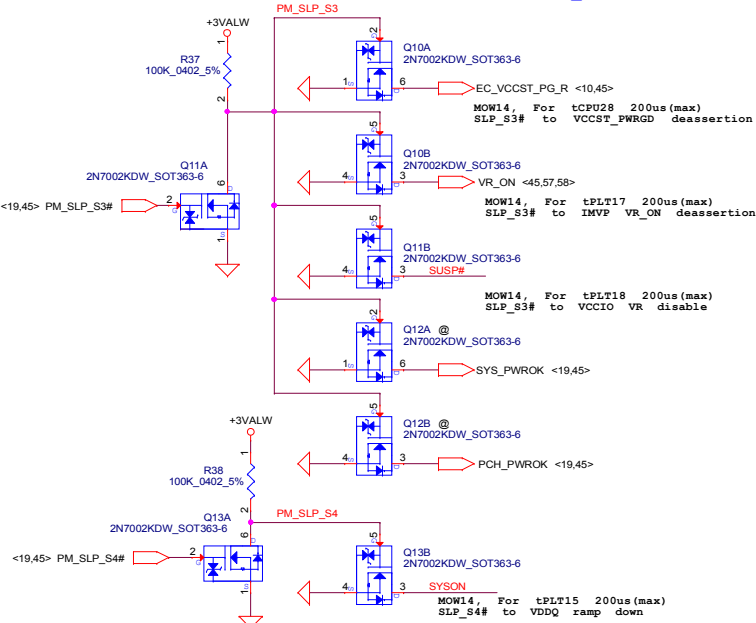 PM_SLP_S3
+3VALW
R37
100K_0402_5%
1
2
Q11A
2N7002KDW_SOT363-6
<19,45> PM_SLP_S3#
2
6
1
Q10A
2N7002KDW_SOT363-6
2
1
6
EC_VCCST_PG_R <10,45>
MOW14, For tCPU28 200us(max)
SLP_S3# to VCCST_PWRGD deassertion
Q10B
2N7002KDW_SOT363-6
5
4
3
VR_ON <45,57,58>
MOW14, For tPLT17 200us(max)
SLP_S3# to IMVP VR_ON deassertion
Q11B
2N7002KDW_SOT363-6
5
4
3
SUSP#
MOW14, For tPLT18 200us(max)
SLP_S3# to VCCIO VR disable
Q12A @
2N7002KDW_SOT363-6
2
1
6
SYS_PWROK <19,45>
Q12B @
2N7002KDW_SOT363-6
5
4
3
PCH_PWROK <19,45>
+3VALW
R38
100K_0402_5%
1
2
PM_SLP_S4
Q13A
2N7002KDW_SOT363-6
<19,45> PM_SLP_S4#
2
6
1
Q13B
2N7002KDW_SOT363-6
5
4
3
SYSON
MOW14, For tPLT15 200us(max)
SLP_S4# to VDDQ ramp down